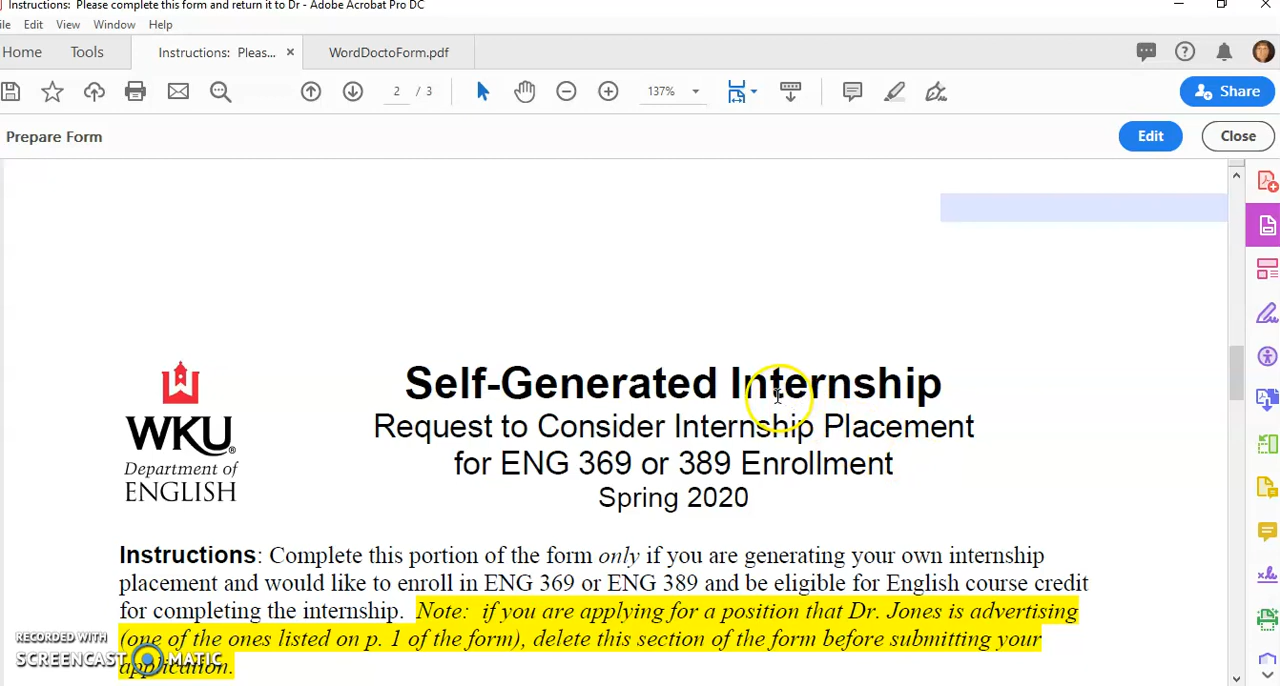 Instructions: Please complete this form and return it to Dr - Adobe Acrobat Pro DC
ile Edit View Window Help
Home Tools Instructions: Pleas... × WordDoctoForm.pdf
2 / 3 137% Share
Prepare Form Edit Close
Self-Generated Internship
Request to Consider Internship Placement
for ENG 369 or 389 Enrollment
Spring 2020
WKU®
Department of
ENGLISH
Instructions: Complete this portion of the form only if you are generating your own internship
placement and would like to enroll in ENG 369 or ENG 389 and be eligible for English course credit
for completing the internship. Note: if you are applying for a position that Dr. Jones is advertising
(one of the ones listed on p. 1 of the form), delete this section of the form before submitting your
application.
RECORDED WITH
SCREENCAST MATIC